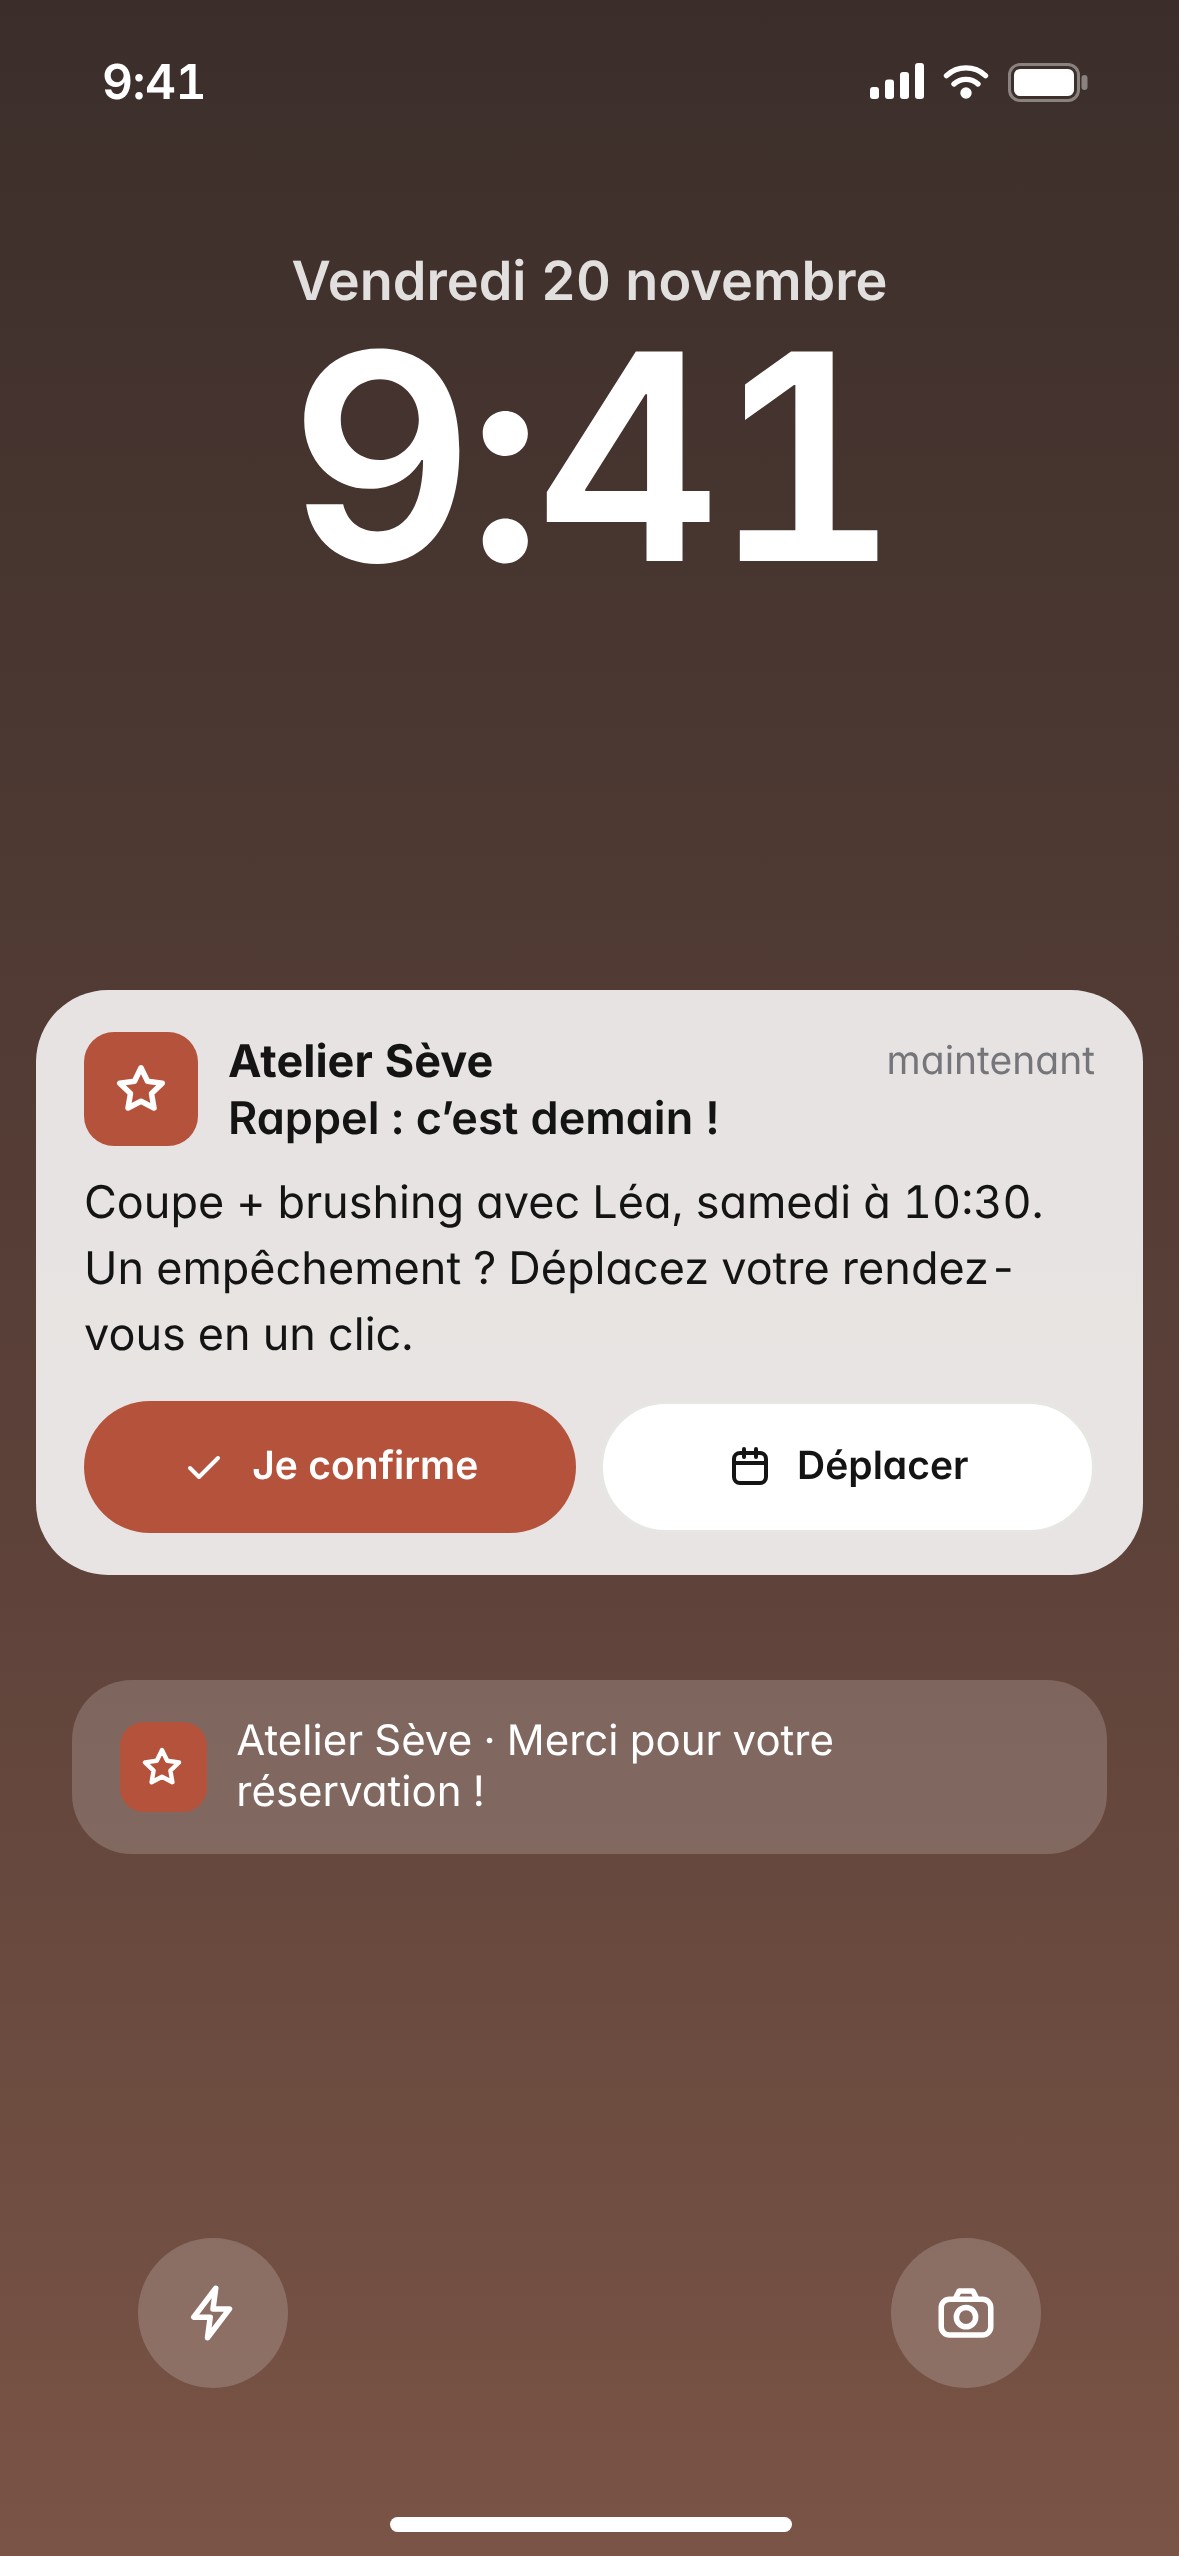 9:41
Vendredi 20 novembre
9:41
Atelier Sève
maintenant
Rappel : c’est demain !
Coupe + brushing avec Léa, samedi à 10:30.
Un empêchement ? Déplacez votre rendez-
vous en un clic.
Je confirme
Déplacer
Atelier Sève · Merci pour votre
réservation !